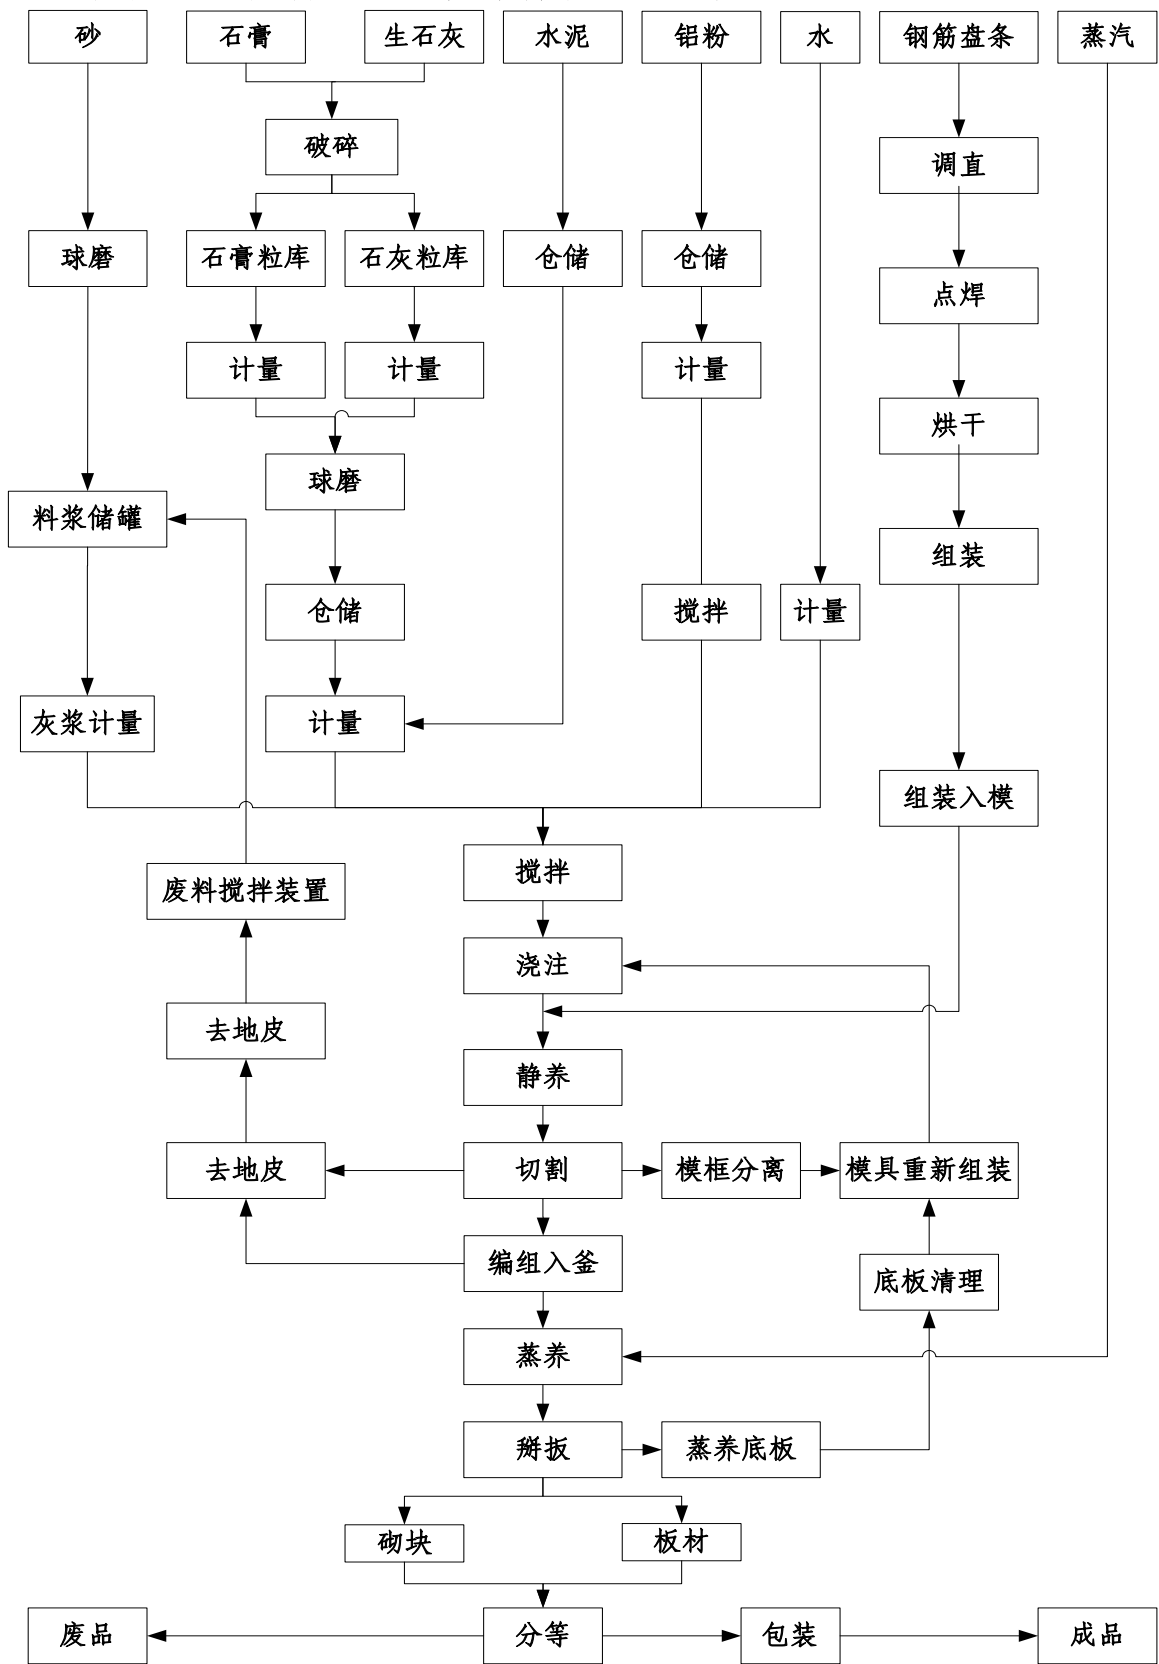 砂 石膏 生石灰 水泥 铝粉 水 钢筋盘条 蒸汽
破碎
调直
球磨 石膏粒库 石灰粒库 仓储 仓储
点焊
计量 计量 计量
烘干
球磨
料浆储罐
组装
仓储 搅拌 计量
灰浆计量 计量
组装入模
搅拌
废料搅拌装置
浇注
去地皮
静养
去地皮 切割 模框分离 模具重新组装
编组入釜
底板清理
蒸养
掰扳 蒸养底板
砌块 板材
废品 分等 包装 成品